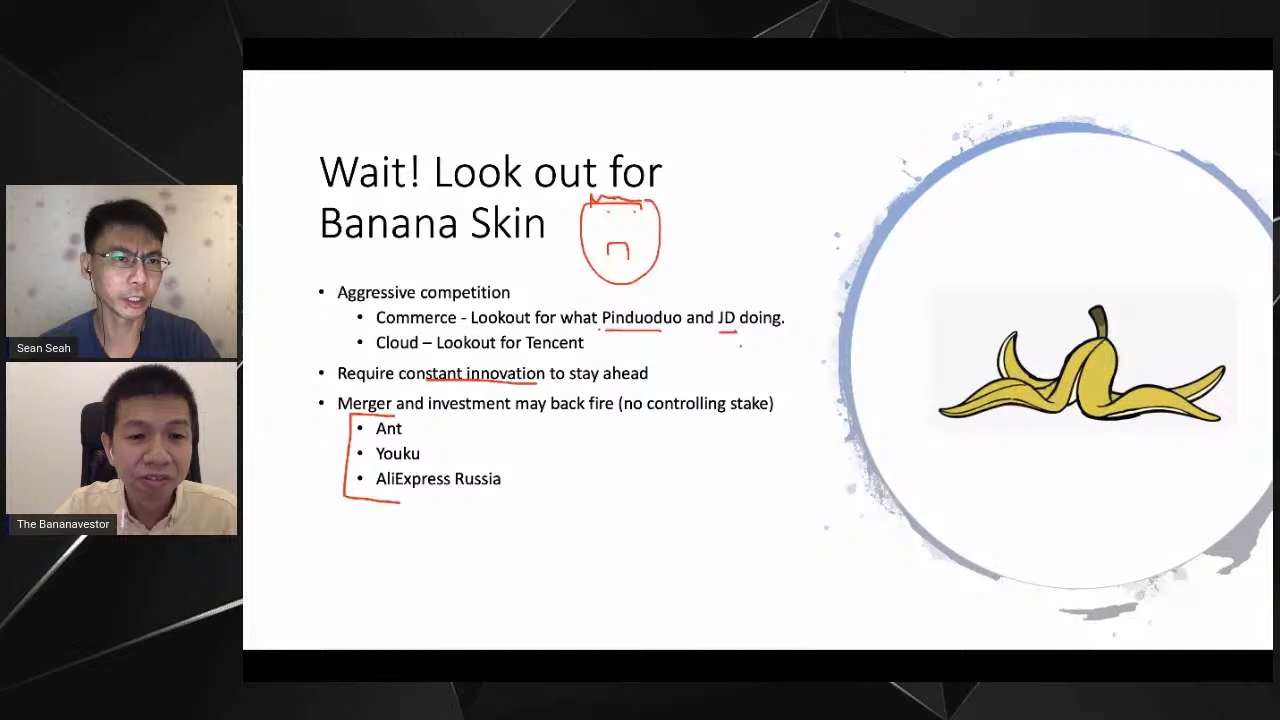 Wait! Look out for
Banana Skin
• Aggressive competition
• Commerce - Lookout for what Pinduoduo and JD doing.
• Cloud – Lookout for Tencent
• Require constant innovation to stay ahead
• Merger and investment may back fire (no controlling stake)
• Ant
• Youku
• AliExpress Russia
Sean Seah
The Bananavestor